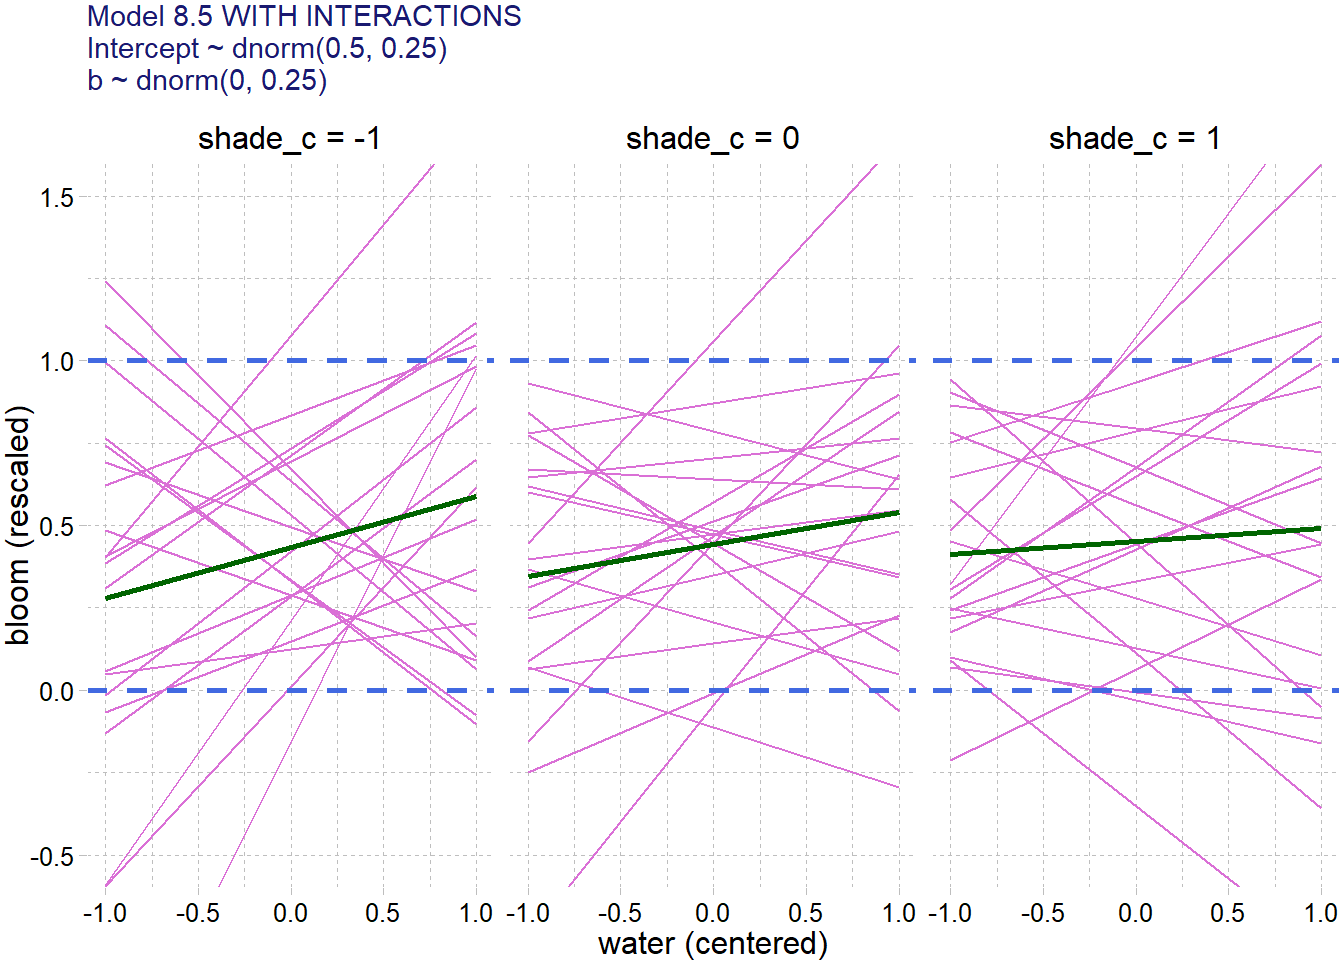 Model 8.5 WITH INTERACTIONS
Intercept ~ dnorm(0.5, 0.25)
b ~ dnorm(0, 0.25)
shade_c = -1 shade_c = 0 shade_c = 1
1.5
1.0
0.5
0.0
-0.5
bloom (rescaled)
-1.0 -0.5 0.0 0.5 1.0 -1.0 -0.5 0.0 0.5 1.0 -1.0 -0.5 0.0 0.5 1.0
water (centered)